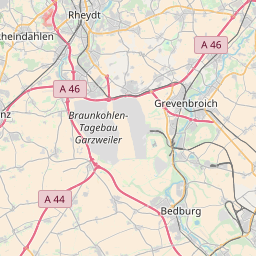 Rheydt
heindahlen
A 46
A 46
Grevenbroich
Braunkohlen-
Tagebau
Garzweiler
nz
A 44
Bedburg